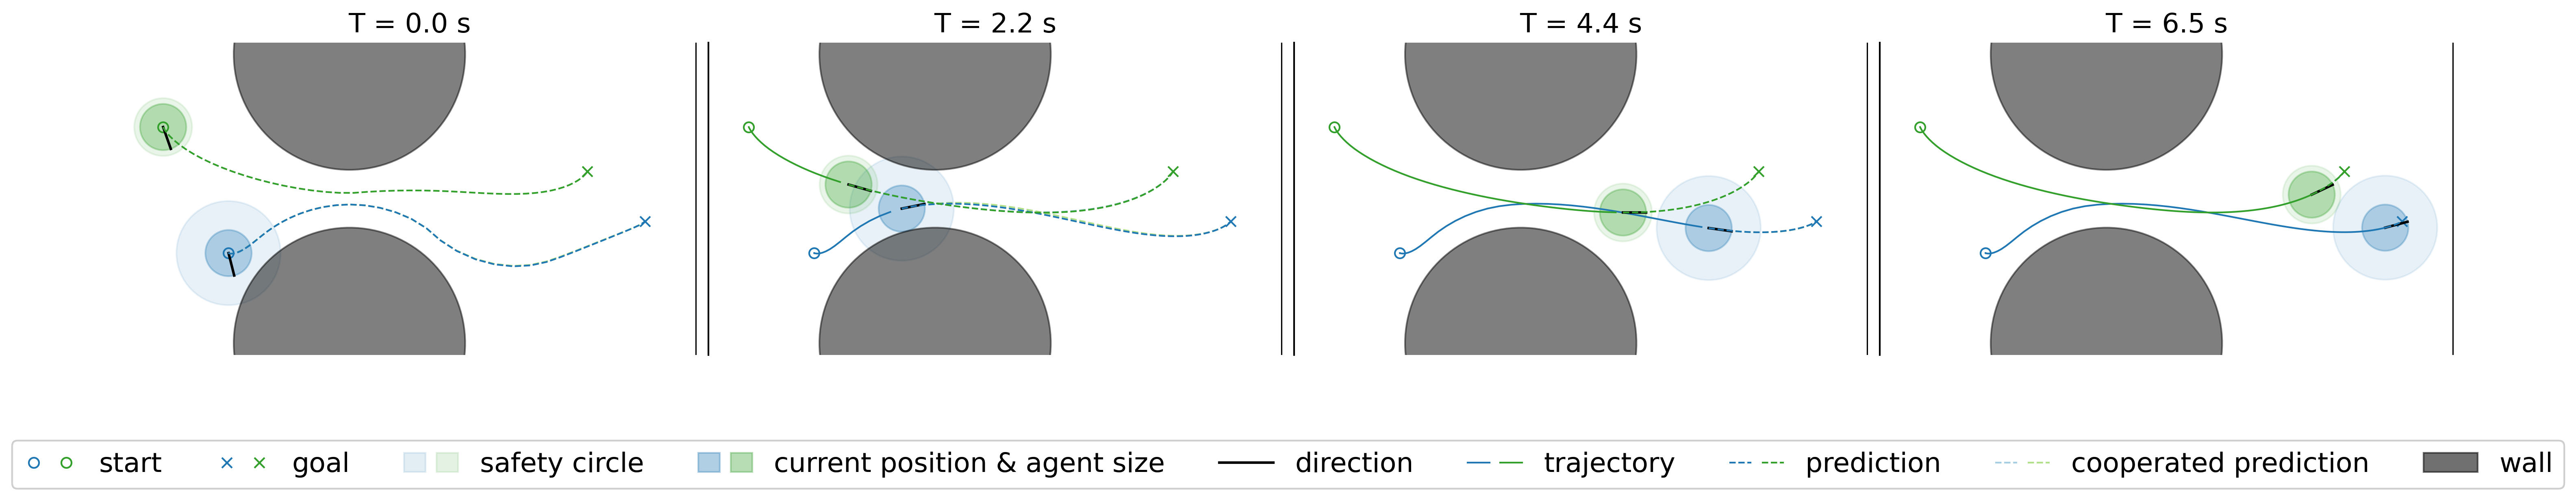 T = 0.0 s
T = 2.2 s
T = 4.4 s
T = 6.5 s
start
goal
safety circle
current position & agent size
direction
trajectory
prediction
cooperated prediction
wall